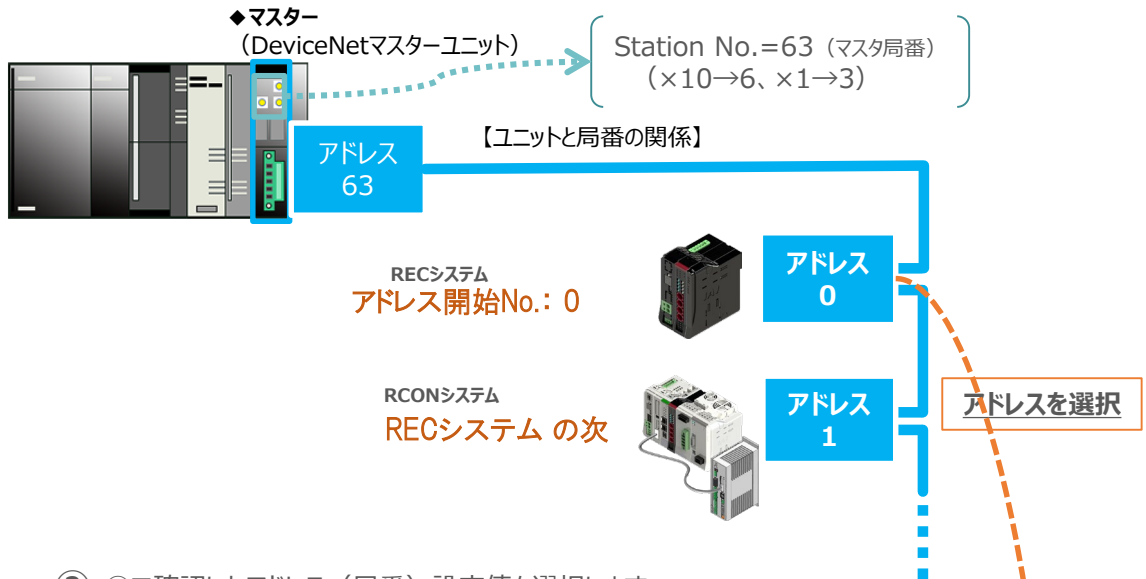 ◆マスター
（DeviceNetマスターユニット）
Station No.=63（マスタ局番）
（×10→6、×1→3）
【ユニットと局番の関係】
アドレス
63
RECシステム
アドレス開始No.：0
アドレス
0
RCONシステム
RECシステム の次
アドレス
1
アドレスを選択